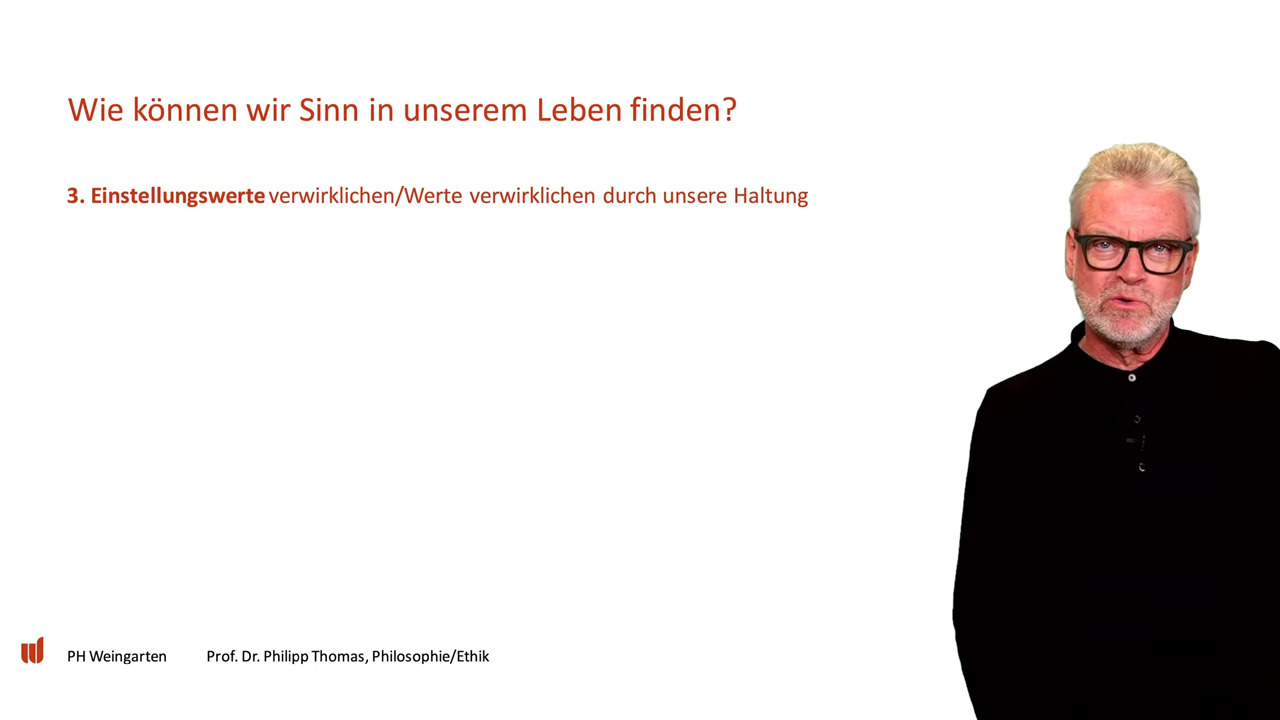 Wie können wir Sinn in unserem Leben finden?
3. Einstellungswerte verwirklichen/Werte verwirklichen durch unsere Haltung
PH Weingarten Prof. Dr. Philipp Thomas, Philosophie/Ethik